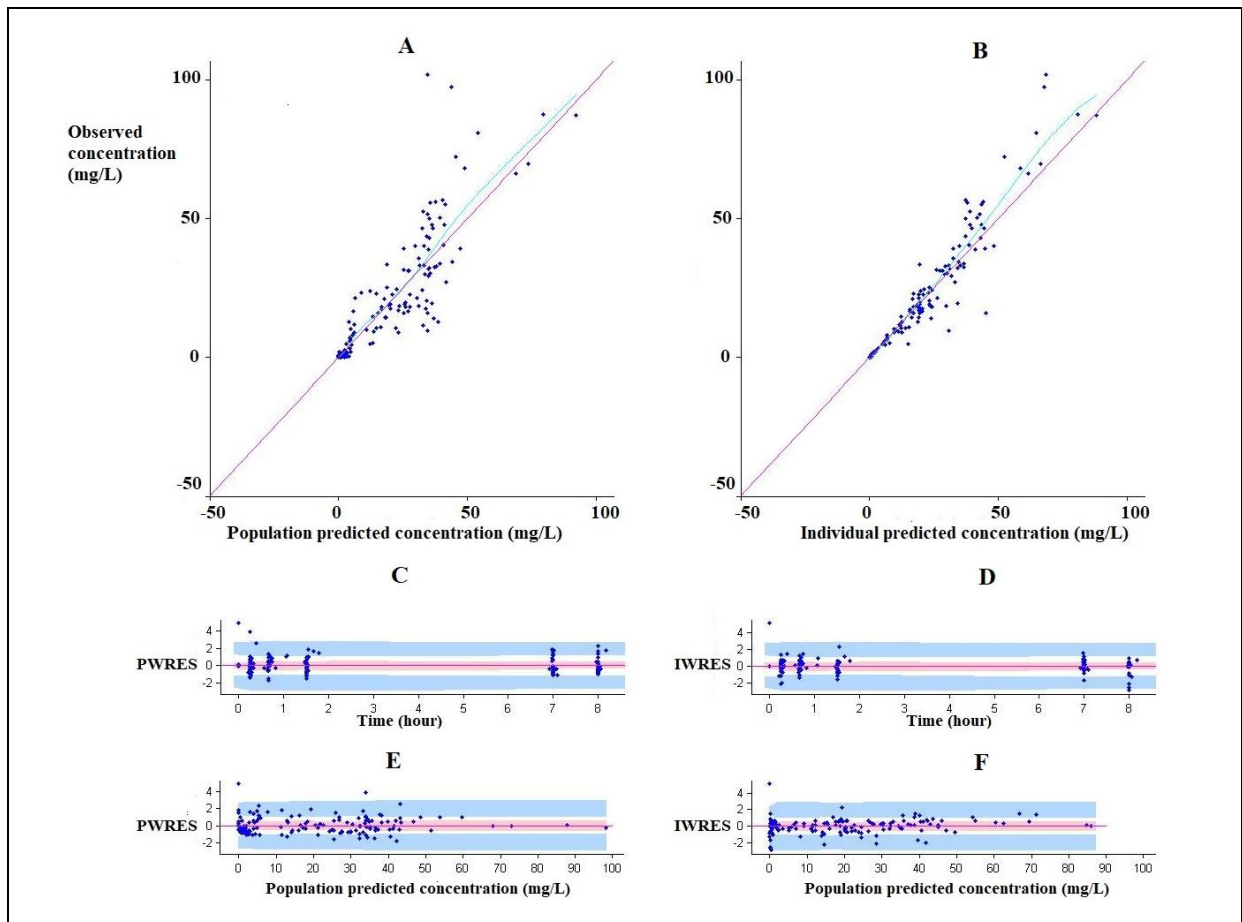 A
B
100
50
0
-50
Observed
concentration
(mg/L)
-50 0 50 100
Population predicted concentration (mg/L)
100
50
0
-50
-50 0 50 100
Individual predicted concentration (mg/L)
C
D
PWRES
4
2
0
-2
0 1 2 3 4 5 6 7 8
Time (hour)
IWRES
4
2
0
-2
0 1 2 3 4 5 6 7 8
Time (hour)
E
F
PWRES
4
2
0
-2
0 10 20 30 40 50 60 70 80 90 100
Population predicted concentration (mg/L)
IWRES
4
2
0
-2
0 10 20 30 40 50 60 70 80 90 100
Population predicted concentration (mg/L)